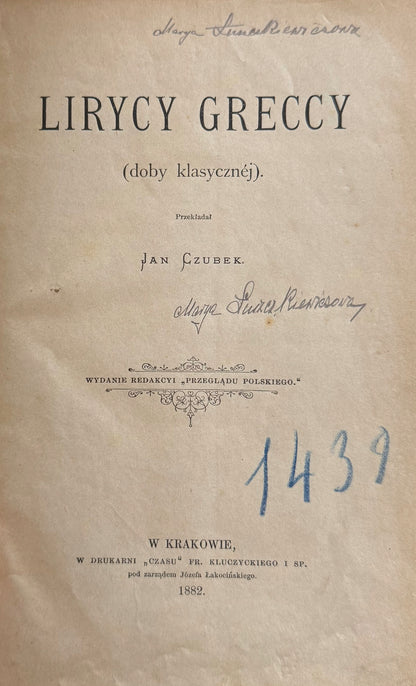 Marya
LIRYCY GRECCY
(doby klasycznéj).
Przekładał
JAN CZUBEK.
Marya
WYDANIE REDAKCYI „PRZEGLĄDU POLSKIEGO.“
1439
W KRAKOWIE,
W DRUKARNI „CZASU“ FR. KLUCZYCKIEGO I SP.
pod zarządem Józefa Łakocińskiego.
1882.